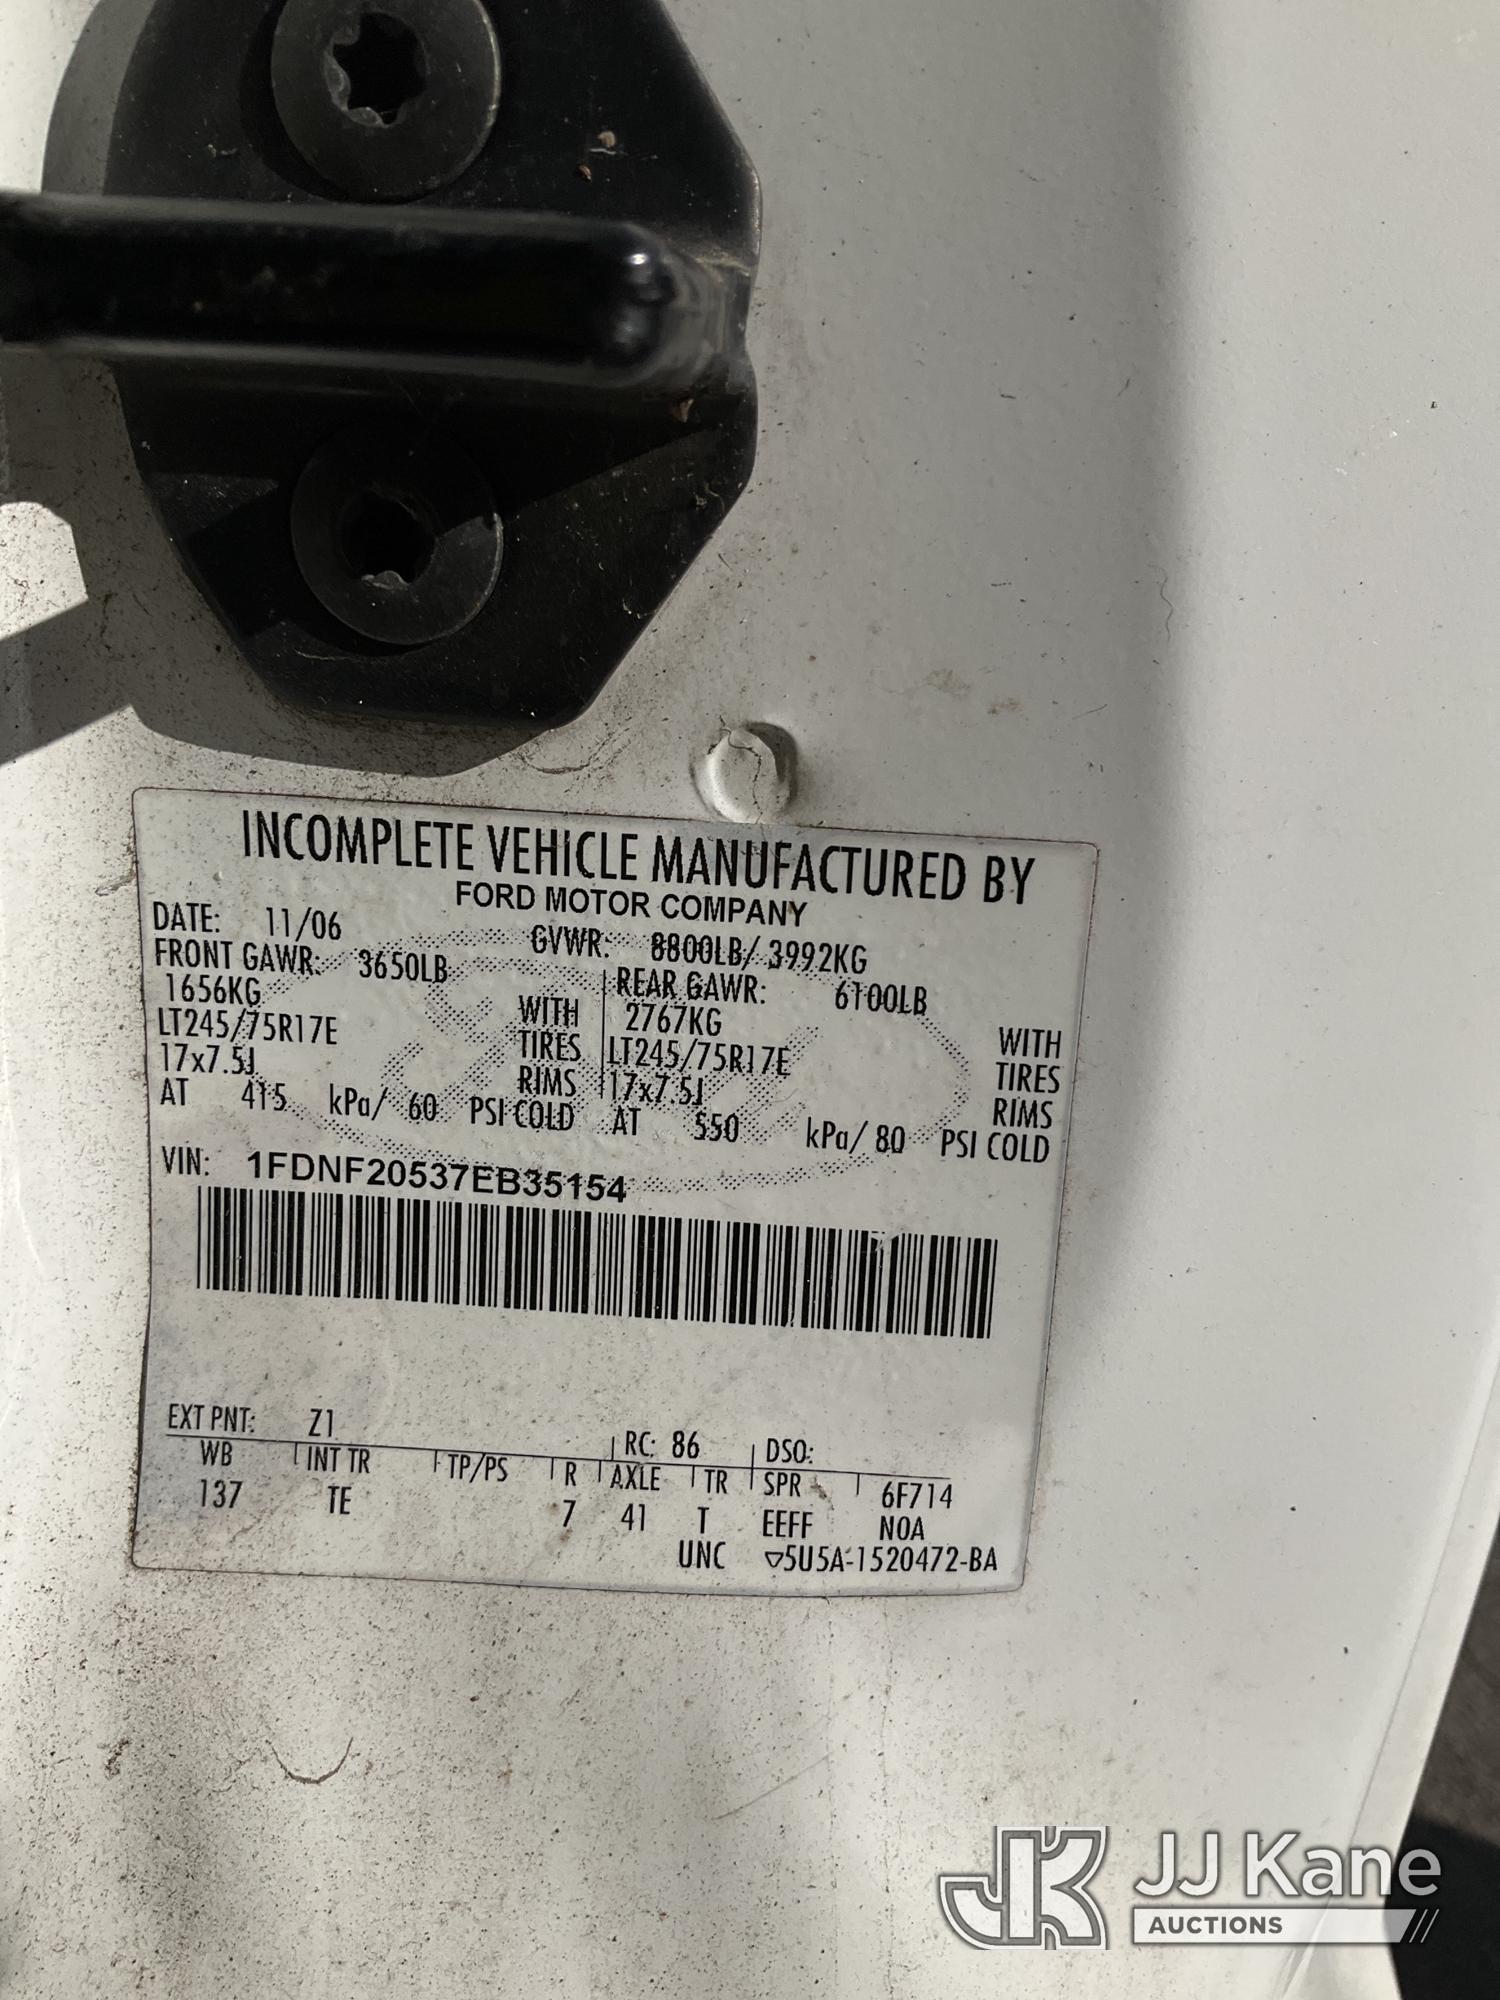 INCOMPLETE VEHICLE MANUFACTURED BY
FORD MOTOR COMPANY
DATE: 11/06 GVWR: 8800LB/ 3992KG
FRONT GAWR: 3650LB REAR GAWR: 6100LB
1656KG WITH 2767KG WITH
LT245/75R17E TIRES LT245/75R17E TIRES
17x7.5J RIMS 17x7.5J RIMS
AT 415 kPa/ 60 PSI COLD AT 550 kPa/ 80 PSI COLD
VIN: 1FDNF20537EB35154
EXT PNT: Z1 RC: 86 DSO:
WB INT TR TP/PS R AXLE TR SPR 6F714
137 TE 7 41 T EEFF N0A
UNC ▽5U5A-1520472-BA
JK JJ Kane
AUCTIONS